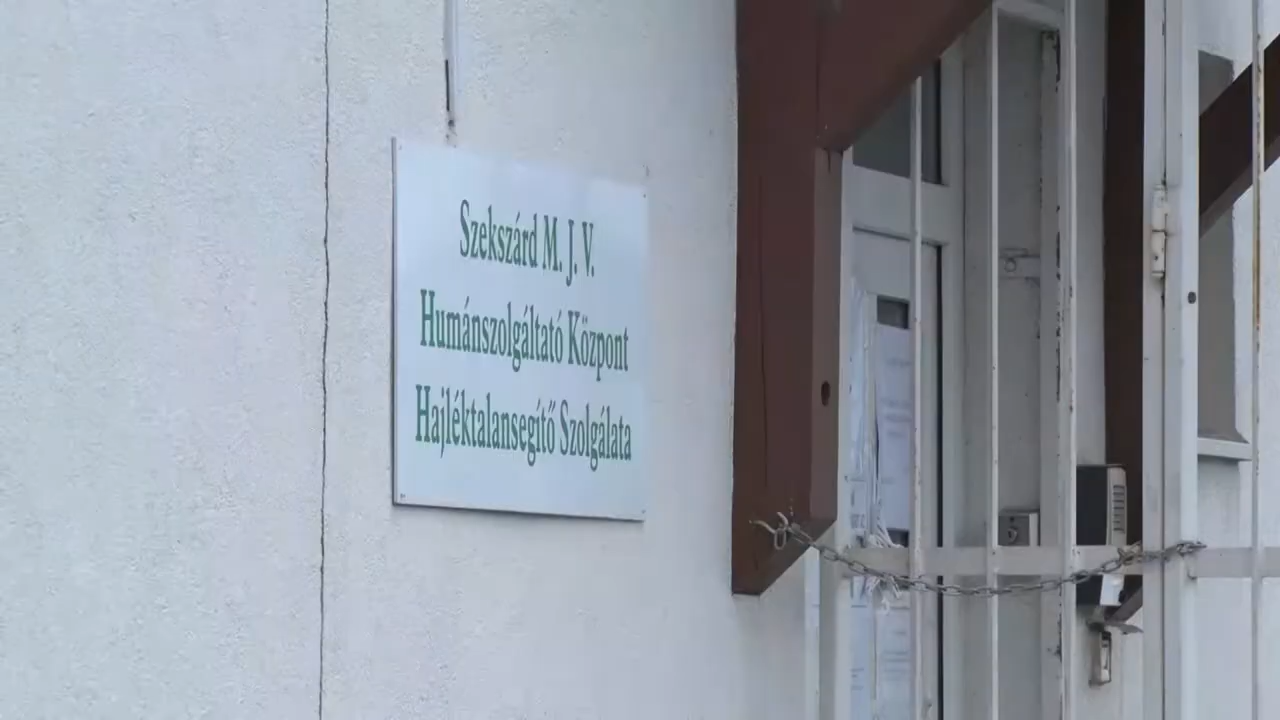 Szekszárd M. J. V.
Humánszolgáltató Központ
Hajléktalansegítő Szolgálata